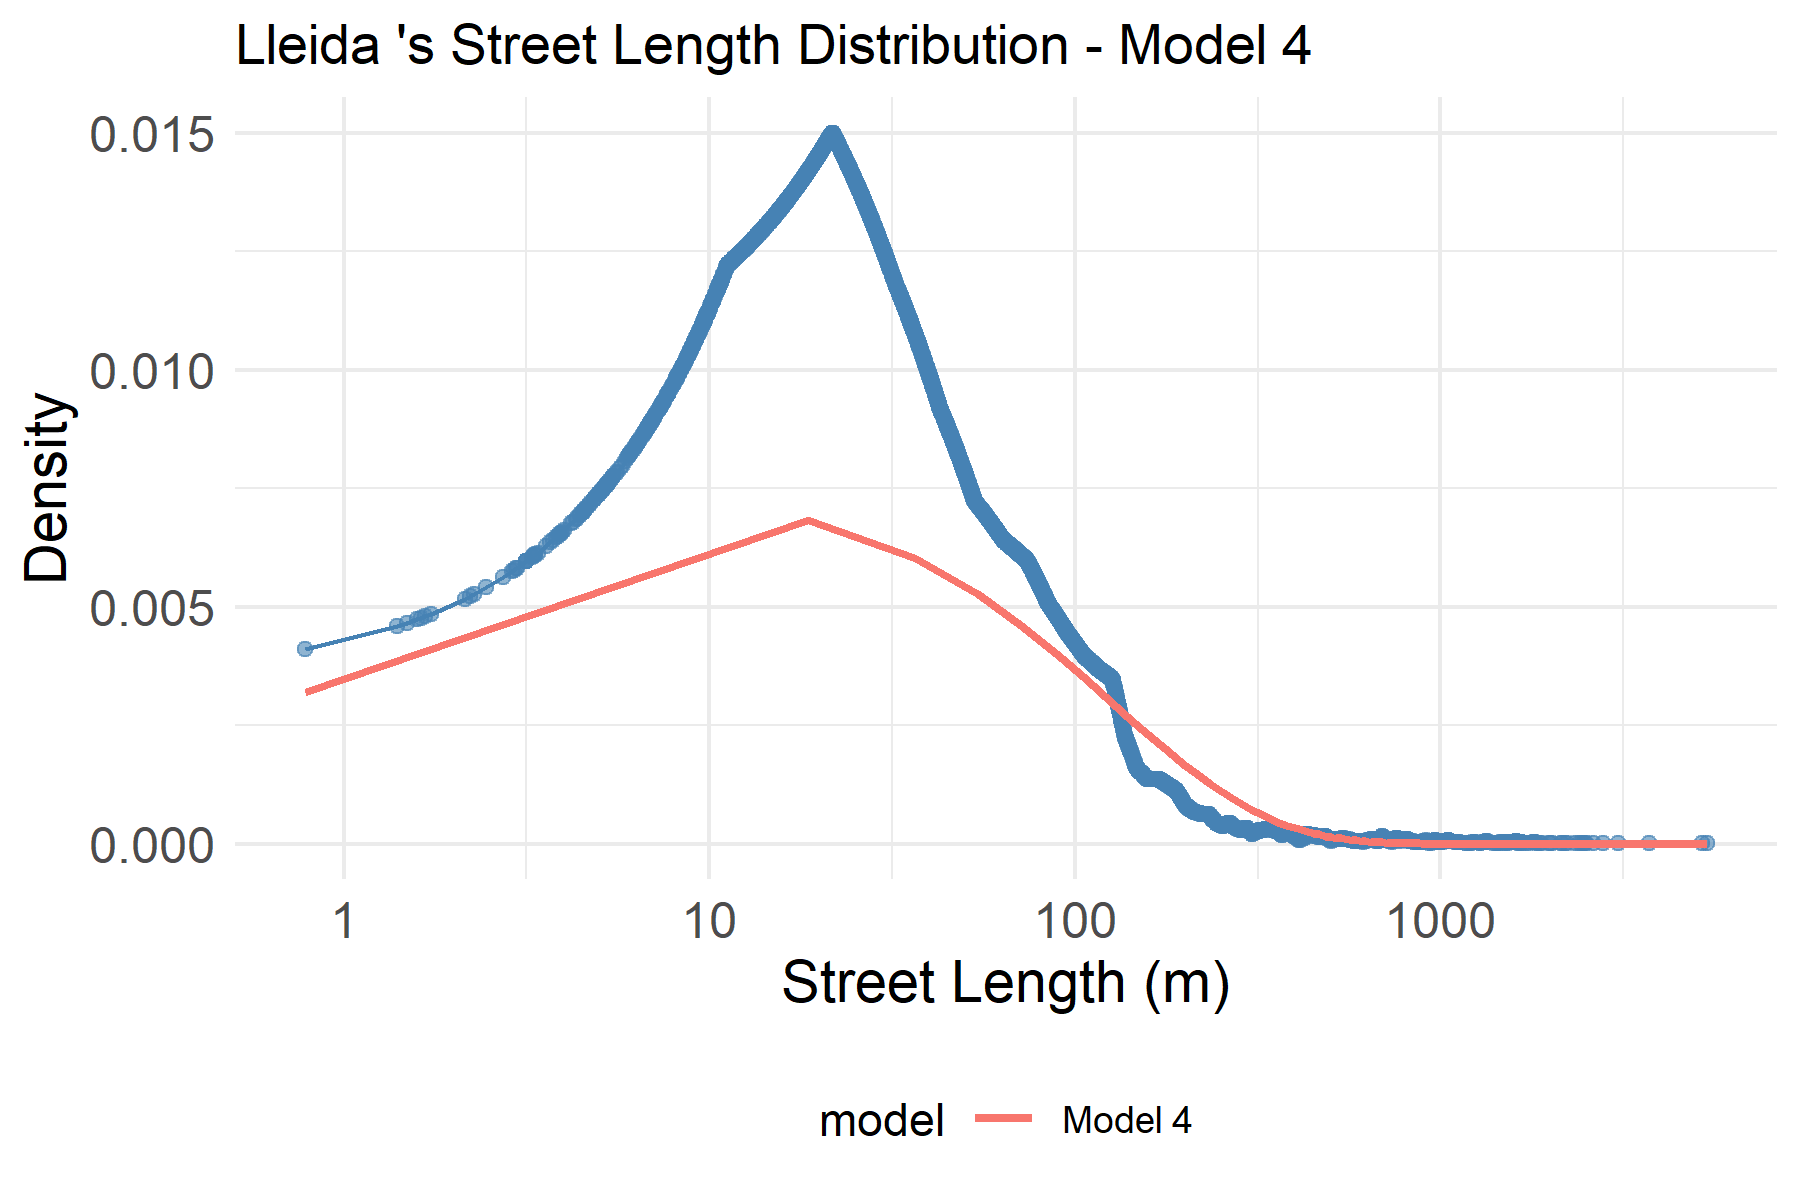 Lleida 's Street Length Distribution - Model 4
Density
0.015
0.010
0.005
0.000
1 10 100 1000
Street Length (m)
model Model 4